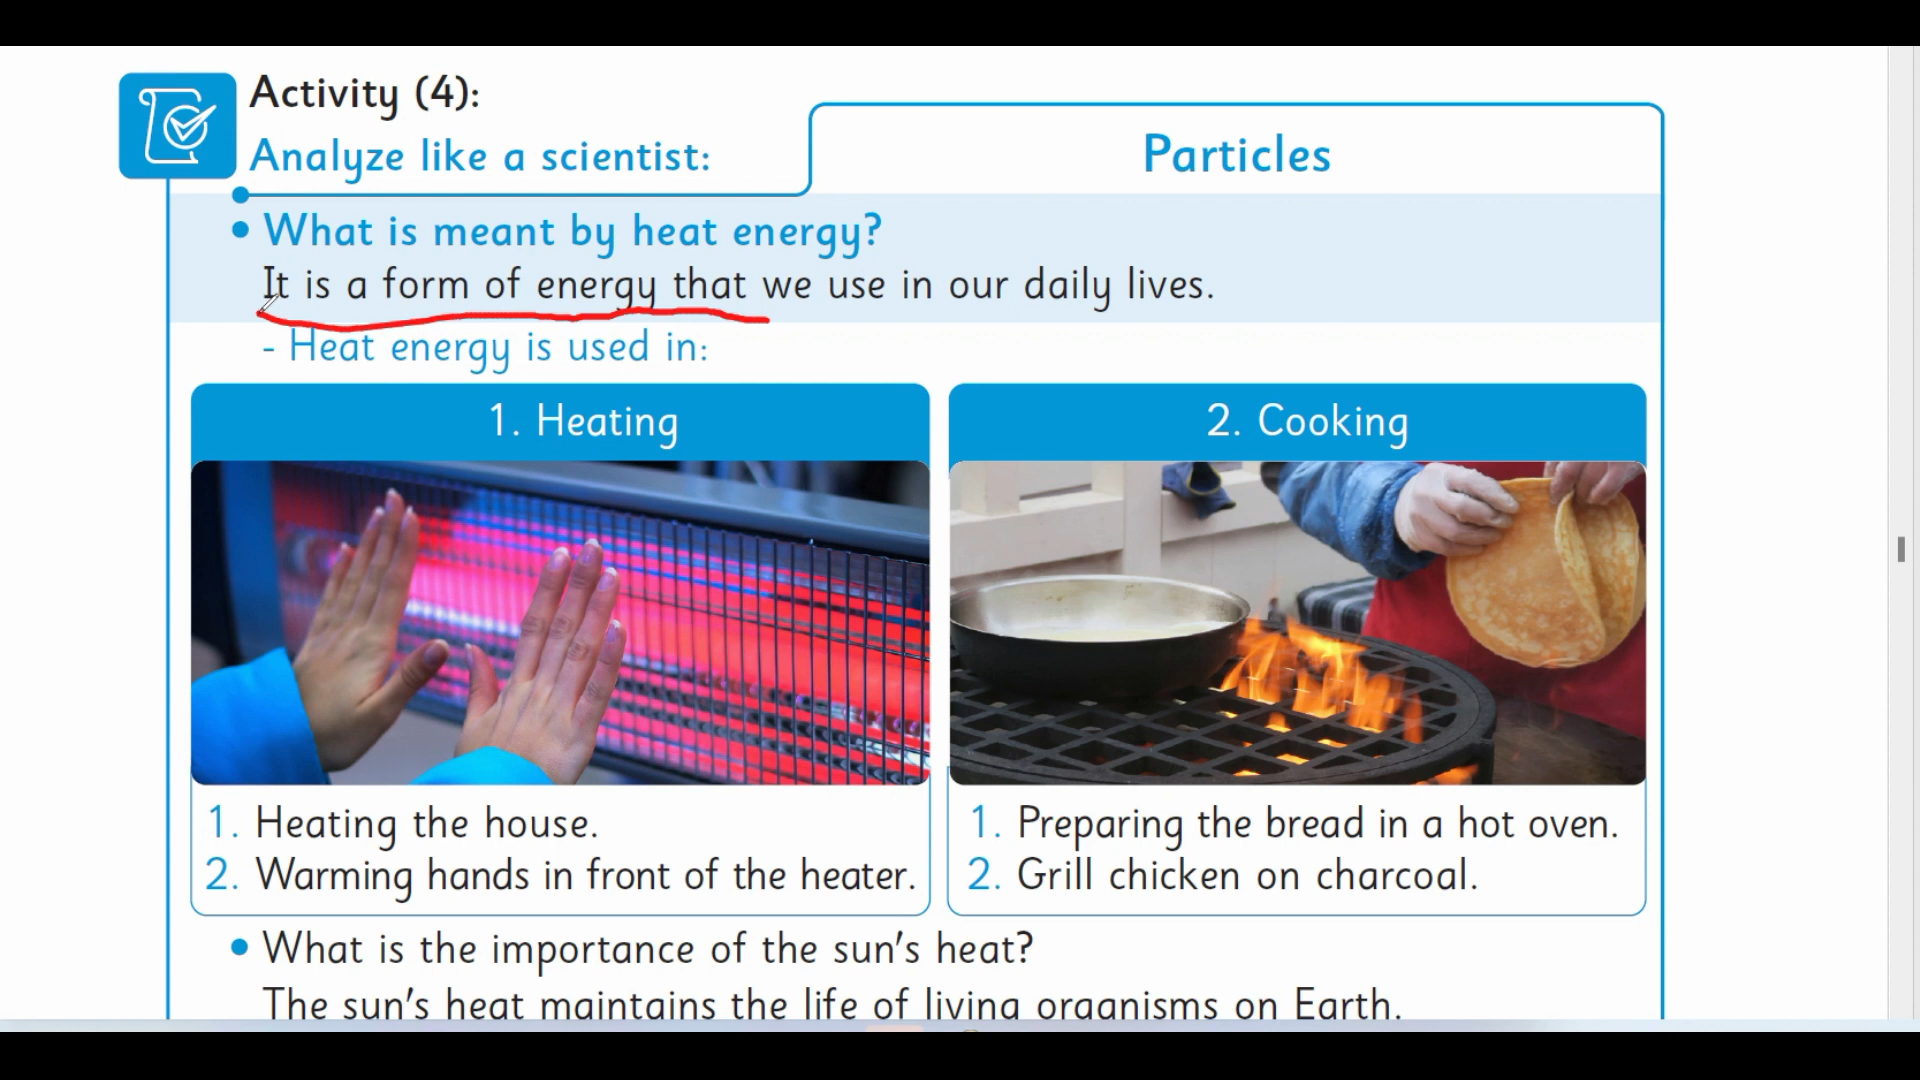 Activity (4):
Analyze like a scientist:
Particles
• What is meant by heat energy?
It is a form of energy that we use in our daily lives.
- Heat energy is used in:
1. Heating
2. Cooking
1. Heating the house.
2. Warming hands in front of the heater.
1. Preparing the bread in a hot oven.
2. Grill chicken on charcoal.
• What is the importance of the sun's heat?
The sun's heat maintains the life of living organisms on Earth.